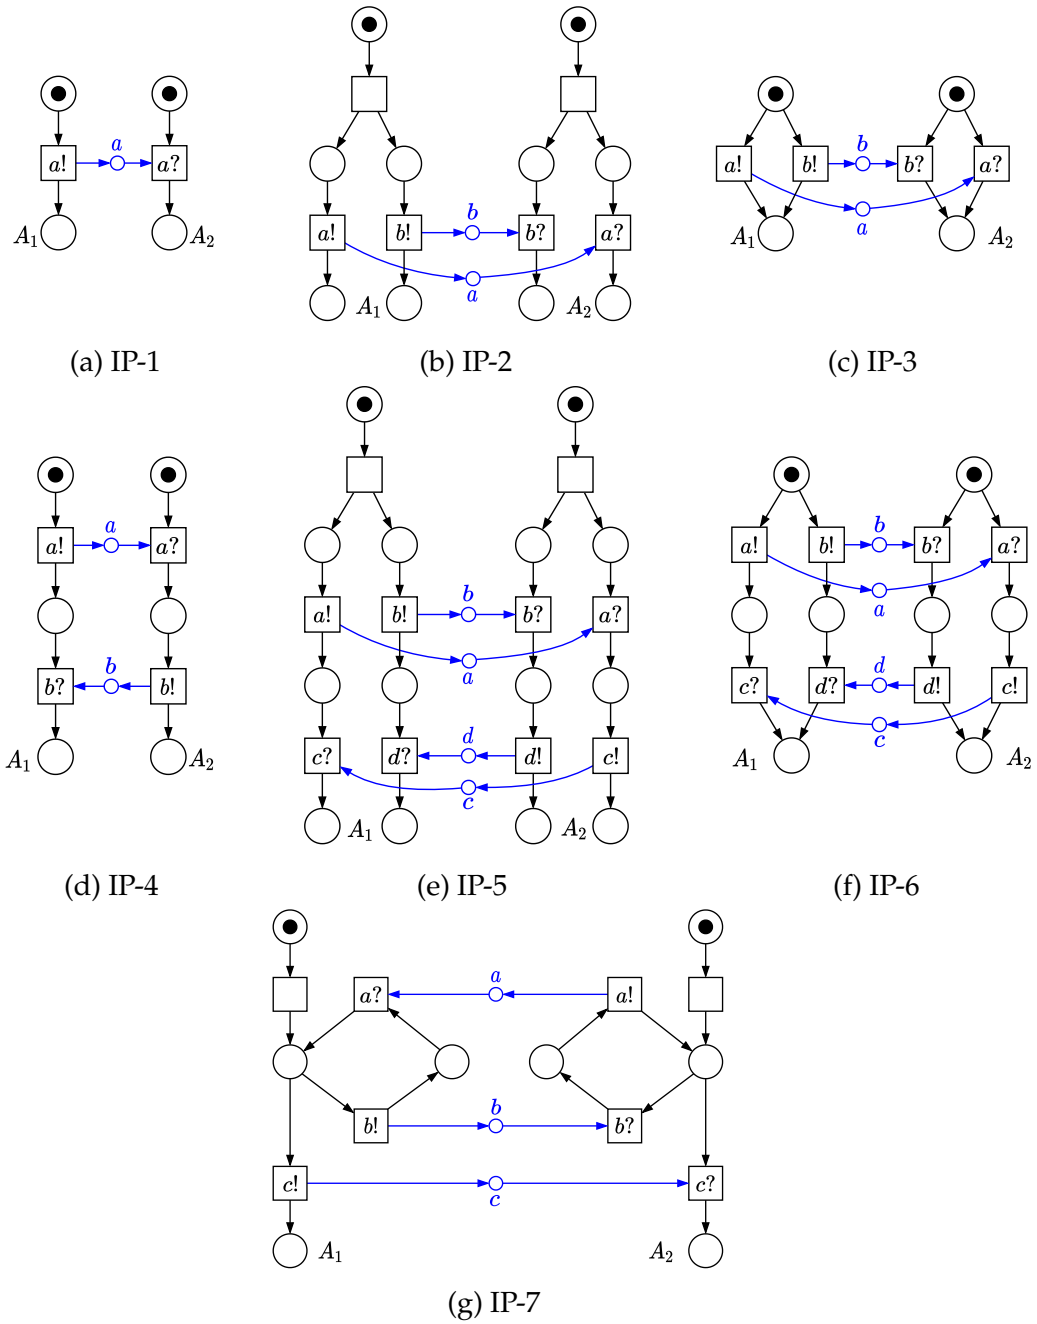 a
a! a?
A₁ A₂
(a) IP-1
b
a! b! b? a?
a
A₁ A₂
(b) IP-2
b
a! b! b? a?
a
A₁ A₂
(c) IP-3
a
a! a?
b
b? b!
A₁ A₂
(d) IP-4
b
a! b! b? a?
a
d
c? d? d! c!
c
A₁ A₂
(e) IP-5
b
a! b! b? a?
a
d
c? d? d! c!
c
A₁ A₂
(f) IP-6
a
a? a!
b
b! b?
c! c?
c
A₁ A₂
(g) IP-7